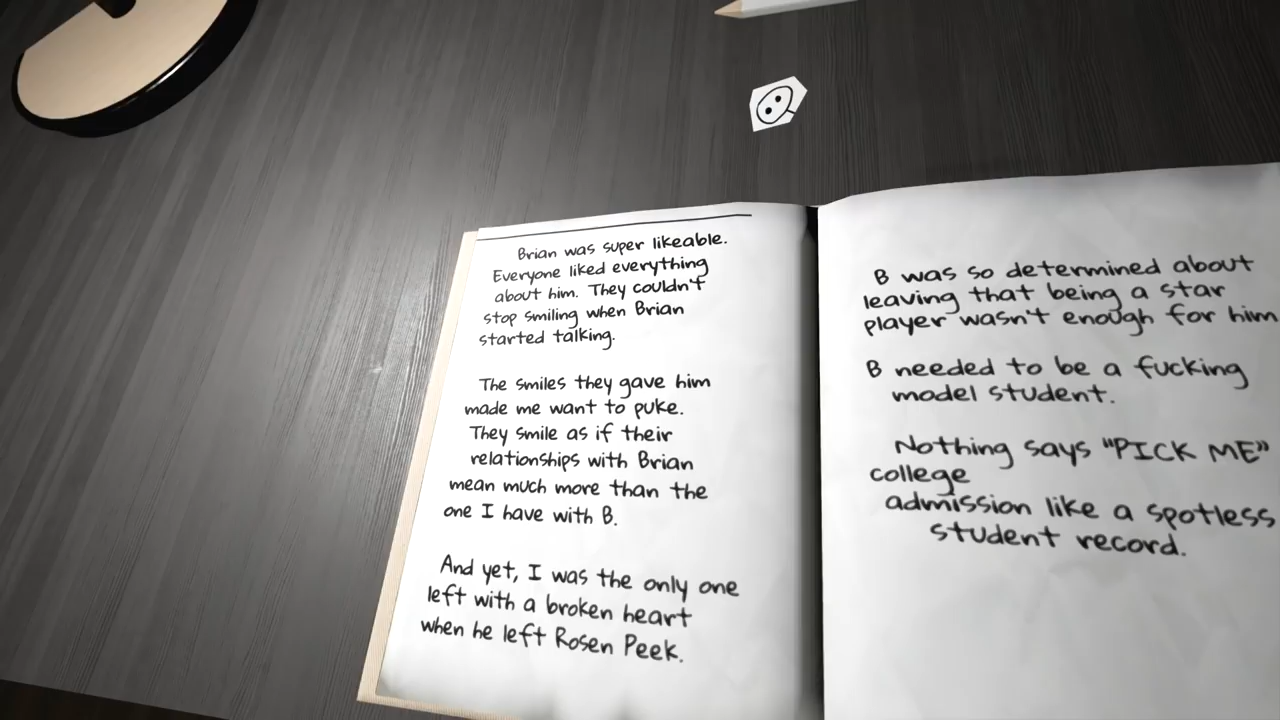 Brian was super likeable.
Everyone liked everything
about him. They couldn't
stop smiling when Brian
started talking.
The smiles they gave him
made me want to puke.
They smile as if their
relationships with Brian
mean much more than the
one I have with B.
And yet, I was the only one
left with a broken heart
when he left Rosen Peek.
B was so determined about
leaving that being a star
player wasn't enough for him
B needed to be a fucking
model student.
Nothing says "PICK ME"
college
admission like a spotless
student record.